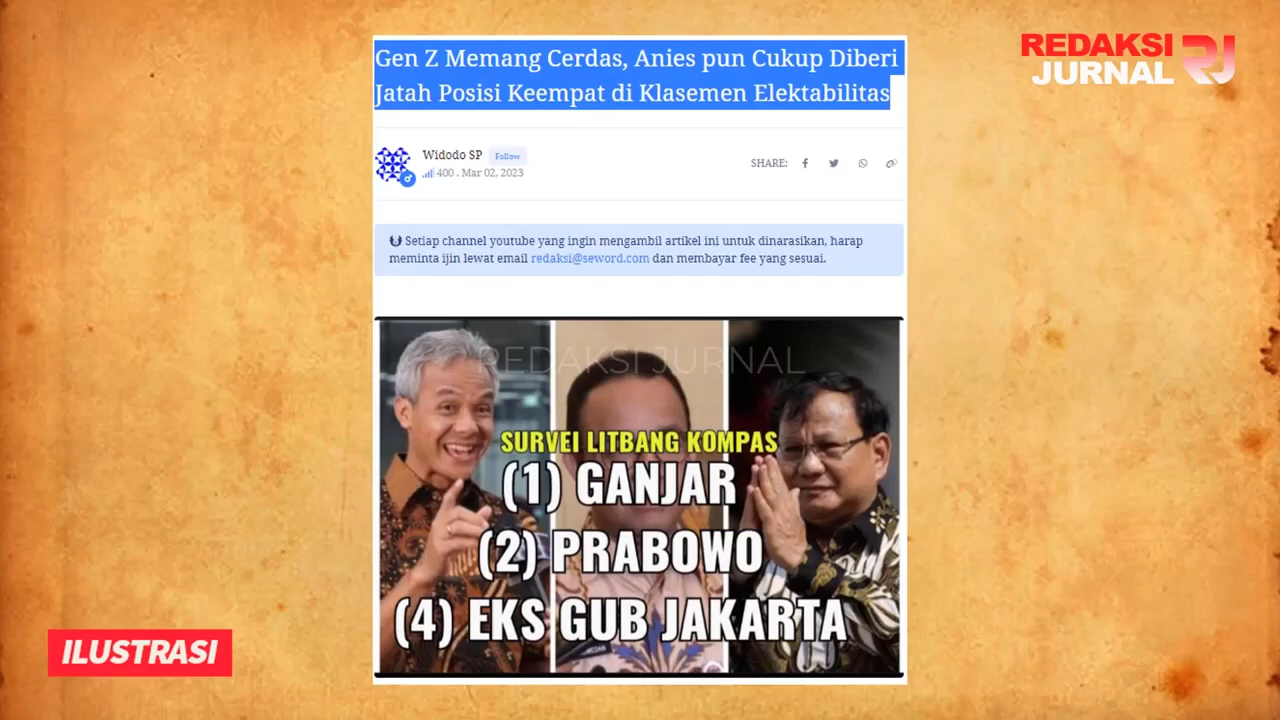 Gen Z Memang Cerdas, Anies pun Cukup Diberi
Jatah Posisi Keempat di Klasemen Elektabilitas
REDAKSI
JURNAL
RJ
Widodo SP Follow
400 . Mar 02, 2023
SHARE:
Setiap channel youtube yang ingin mengambil artikel ini untuk dinarasikan, harap
meminta ijin lewat email redaksi@seword.com dan membayar fee yang sesuai.
REDAKSI JURNAL
SURVEI LITBANG KOMPAS
(1) GANJAR
(2) PRABOWO
(4) EKS GUB JAKARTA
ILUSTRASI